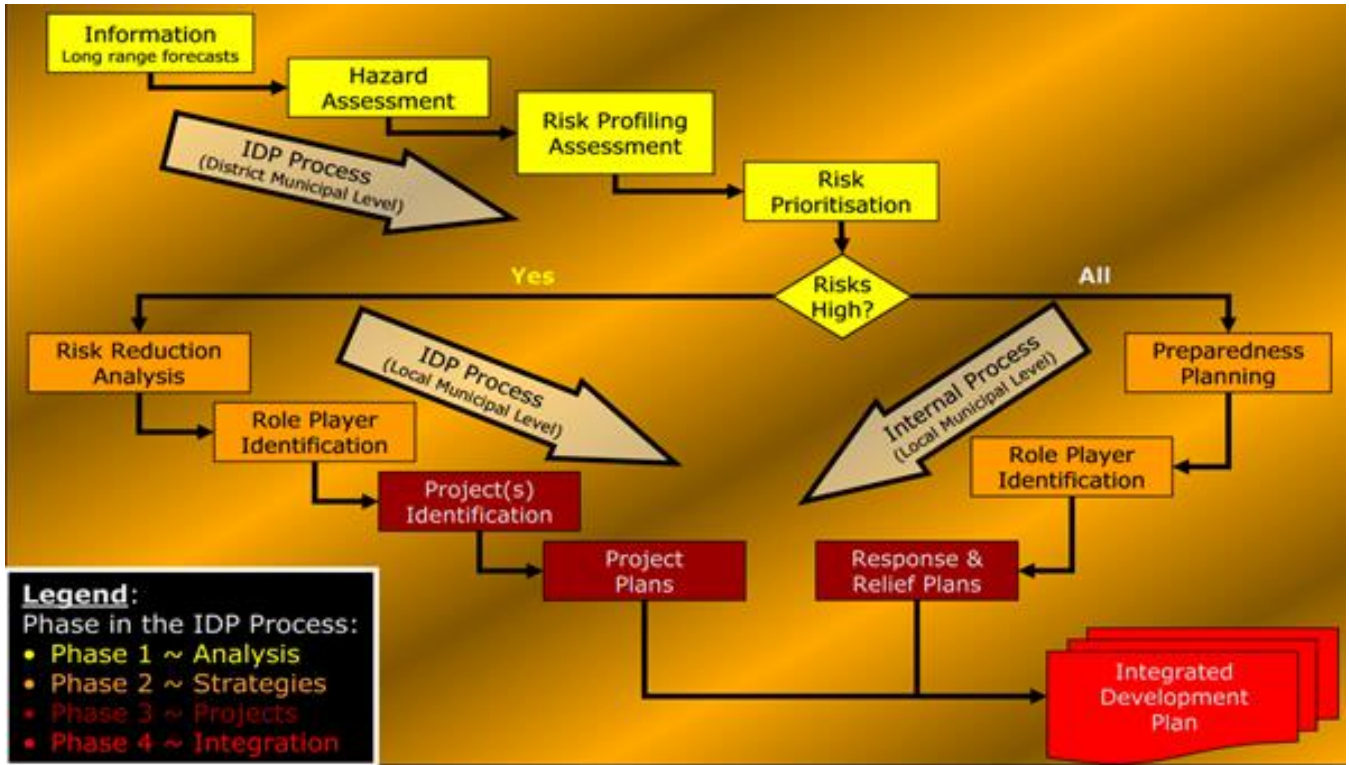 Information
Long range forecasts
Hazard
Assessment
Risk Profiling
Assessment
IDP Process
(District Municipal Level)
Risk
Prioritisation
Yes
Risks
High?
All
Risk Reduction
Analysis
IDP Process
(Local Municipal Level)
Internal Process
(Local Municipal Level)
Preparedness
Planning
Role Player
Identification
Role Player
Identification
Project(s)
Identification
Project
Plans
Response &
Relief Plans
Legend:
Phase in the IDP Process:
• Phase 1 ~ Analysis
• Phase 2 ~ Strategies
• Phase 3 ~ Projects
• Phase 4 ~ Integration
Integrated
Development
Plan